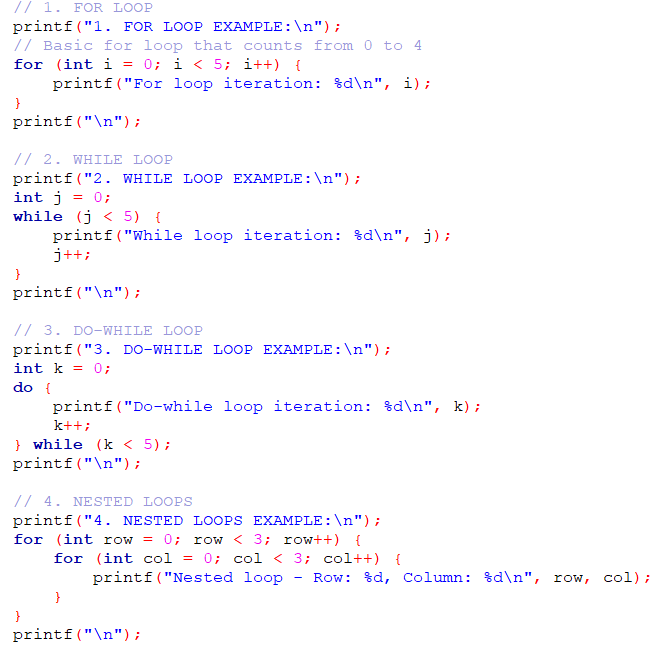 // 1. FOR LOOP
printf("1. FOR LOOP EXAMPLE:\n");
// Basic for loop that counts from 0 to 4
for (int i = 0; i < 5; i++) {
    printf("For loop iteration: %d\n", i);
}
printf("\n");

// 2. WHILE LOOP
printf("2. WHILE LOOP EXAMPLE:\n");
int j = 0;
while (j < 5) {
    printf("While loop iteration: %d\n", j);
    j++;
}
printf("\n");

// 3. DO-WHILE LOOP
printf("3. DO-WHILE LOOP EXAMPLE:\n");
int k = 0;
do {
    printf("Do-while loop iteration: %d\n", k);
    k++;
} while (k < 5);
printf("\n");

// 4. NESTED LOOPS
printf("4. NESTED LOOPS EXAMPLE:\n");
for (int row = 0; row < 3; row++) {
    for (int col = 0; col < 3; col++) {
        printf("Nested loop - Row: %d, Column: %d\n", row, col);
    }
}
printf("\n");